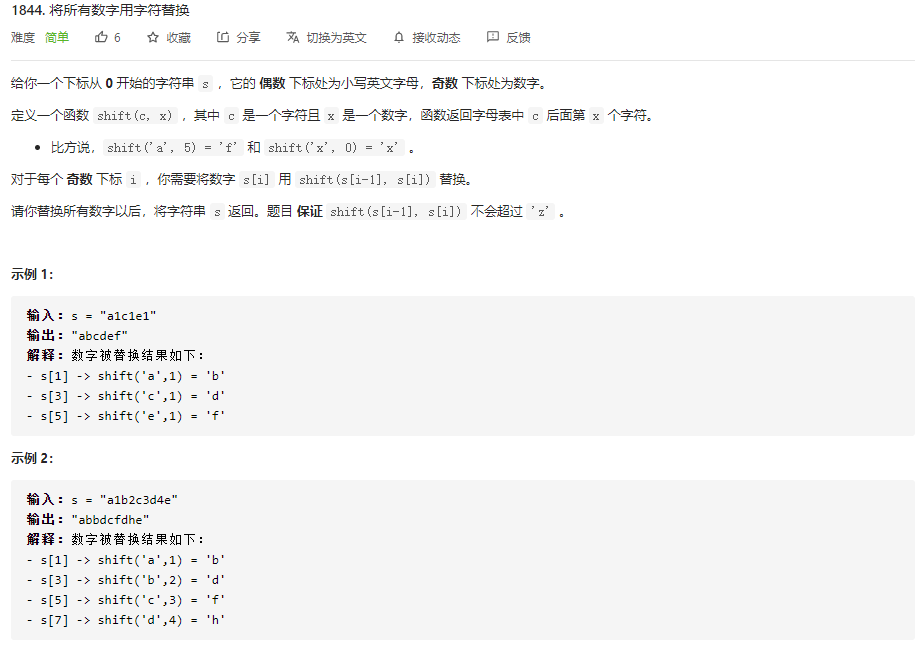 1844. 将所有数字用字符替换
难度 简单 6 收藏 分享 切换为英文 接收动态 反馈
给你一个下标从 0 开始的字符串 s ，它的 偶数 下标处为小写英文字母，奇数 下标处为数字。
定义一个函数 shift(c, x) ，其中 c 是一个字符且 x 是一个数字，函数返回字母表中 c 后面第 x 个字符。
• 比方说，shift('a', 5) = 'f' 和 shift('x', 0) = 'x' 。
对于每个 奇数 下标 i ，你需要将数字 s[i] 用 shift(s[i-1], s[i]) 替换。
请你替换所有数字以后，将字符串 s 返回。题目 保证 shift(s[i-1], s[i]) 不会超过 'z' 。
示例 1：
输入：s = "a1c1e1"
输出："abcdef"
解释：数字被替换结果如下：
- s[1] -> shift('a',1) = 'b'
- s[3] -> shift('c',1) = 'd'
- s[5] -> shift('e',1) = 'f'
示例 2：
输入：s = "a1b2c3d4e"
输出："abbdcfdhe"
解释：数字被替换结果如下：
- s[1] -> shift('a',1) = 'b'
- s[3] -> shift('b',2) = 'd'
- s[5] -> shift('c',3) = 'f'
- s[7] -> shift('d',4) = 'h'